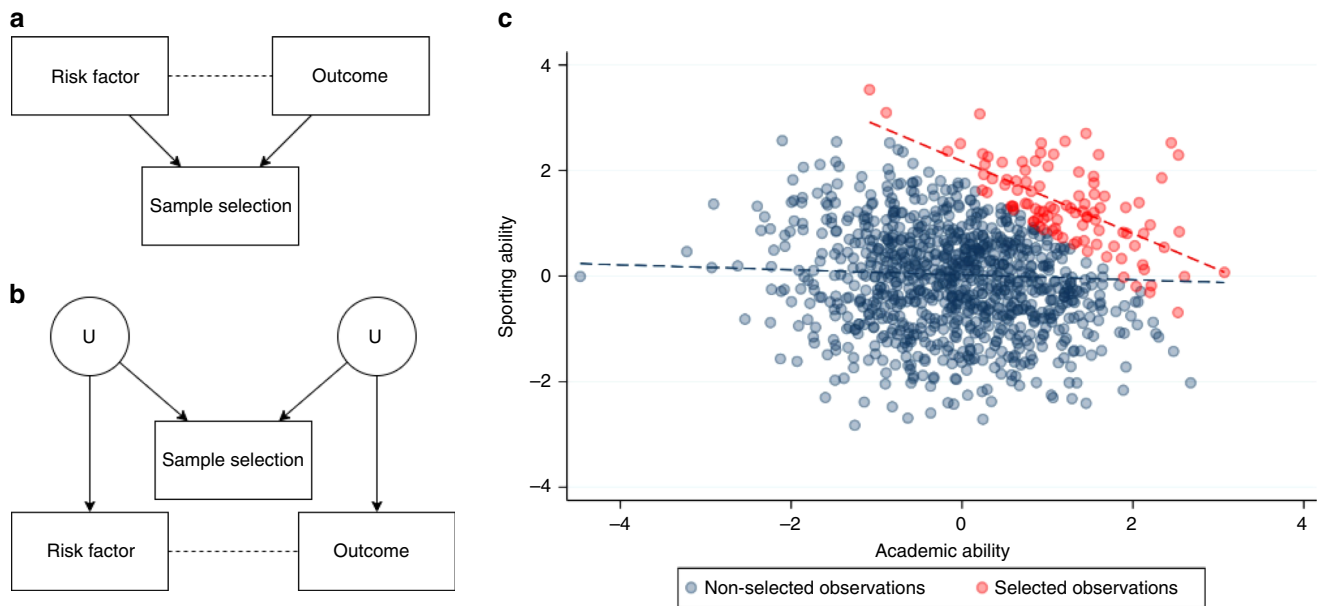 a
Risk factor
Outcome
Sample selection
b
U
U
Sample selection
Risk factor
Outcome
c
4
2
0
–2
–4
Sporting ability
–4
–2
0
2
4
Academic ability
Non-selected observations
Selected observations